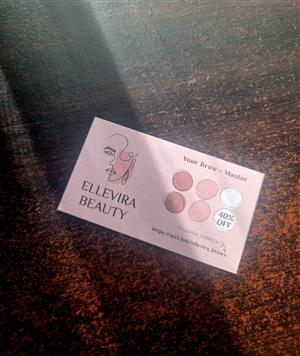 Your Brow - Master
ELLEVIRA
BEAUTY
40%
OFF